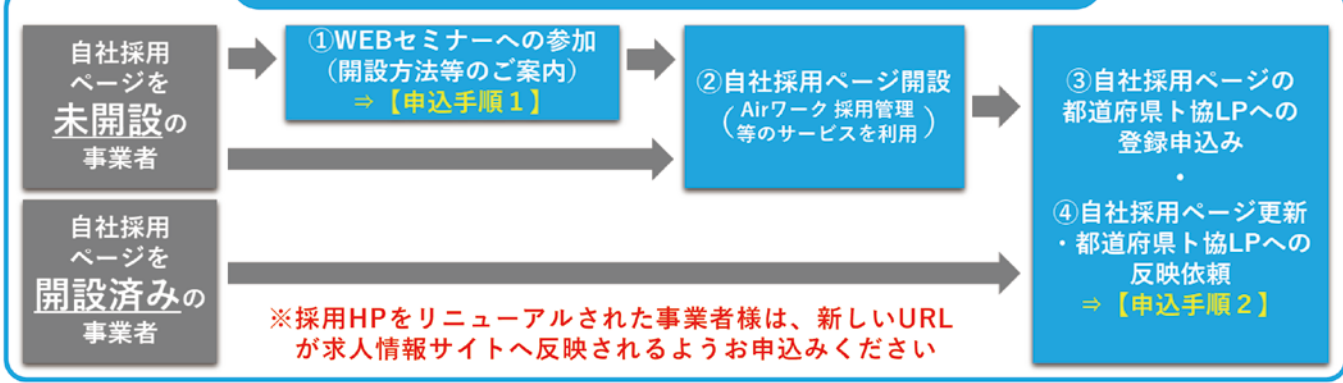 自社採用
ページを
未開設の
事業者
①WEBセミナーへの参加
（開設方法等のご案内）
⇒【申込手順１】
②自社採用ページ開設
（Airワーク 採用管理
等のサービスを利用）
③自社採用ページの
都道府県ト協LPへの
登録申込み
・
④自社採用ページ更新
・都道府県ト協LPへの
反映依頼
⇒【申込手順２】
自社採用
ページを
開設済みの
事業者
※採用HPをリニューアルされた事業者様は、新しいURL
が求人情報サイトへ反映されるようお申込みください